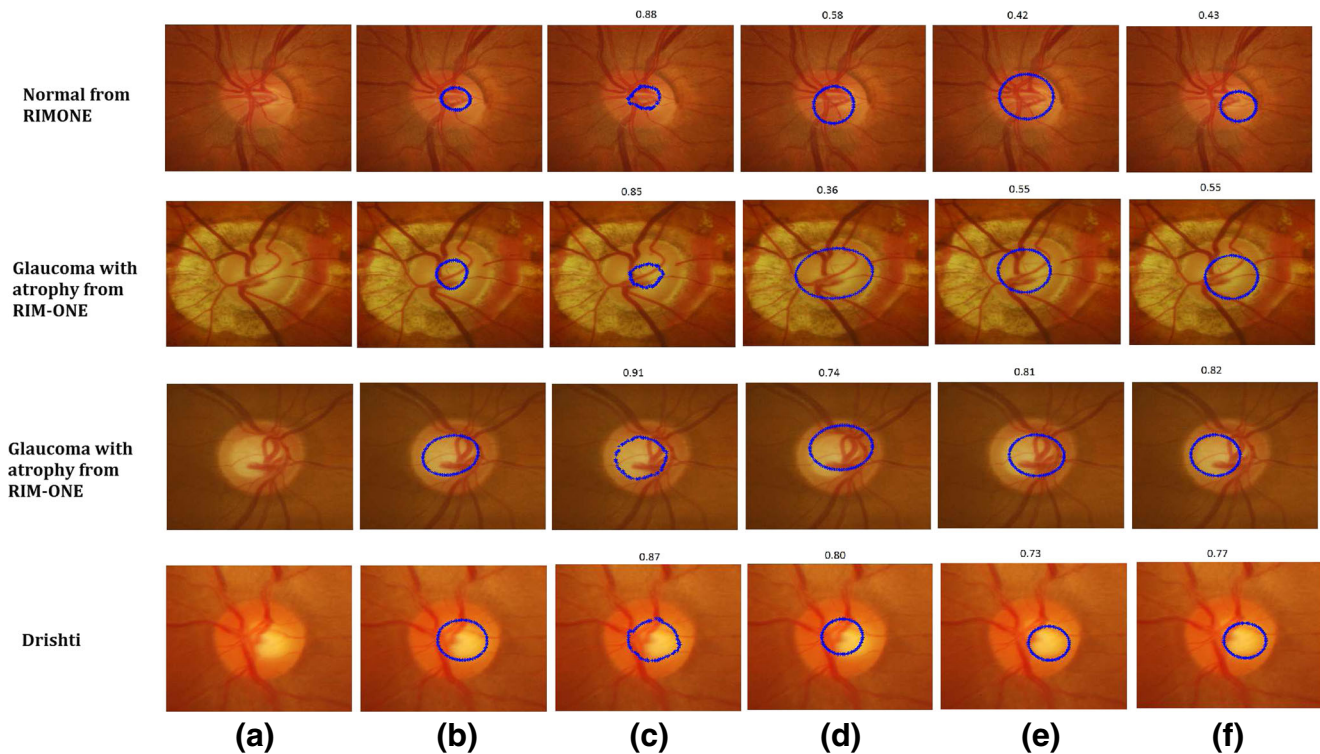 0.88 0.58 0.42 0.43
Normal from
RIMONE
0.85 0.36 0.55 0.55
Glaucoma with
atrophy from
RIM-ONE
0.91 0.74 0.81 0.82
Glaucoma with
atrophy from
RIM-ONE
0.87 0.80 0.73 0.77
Drishti
(a) (b) (c) (d) (e) (f)